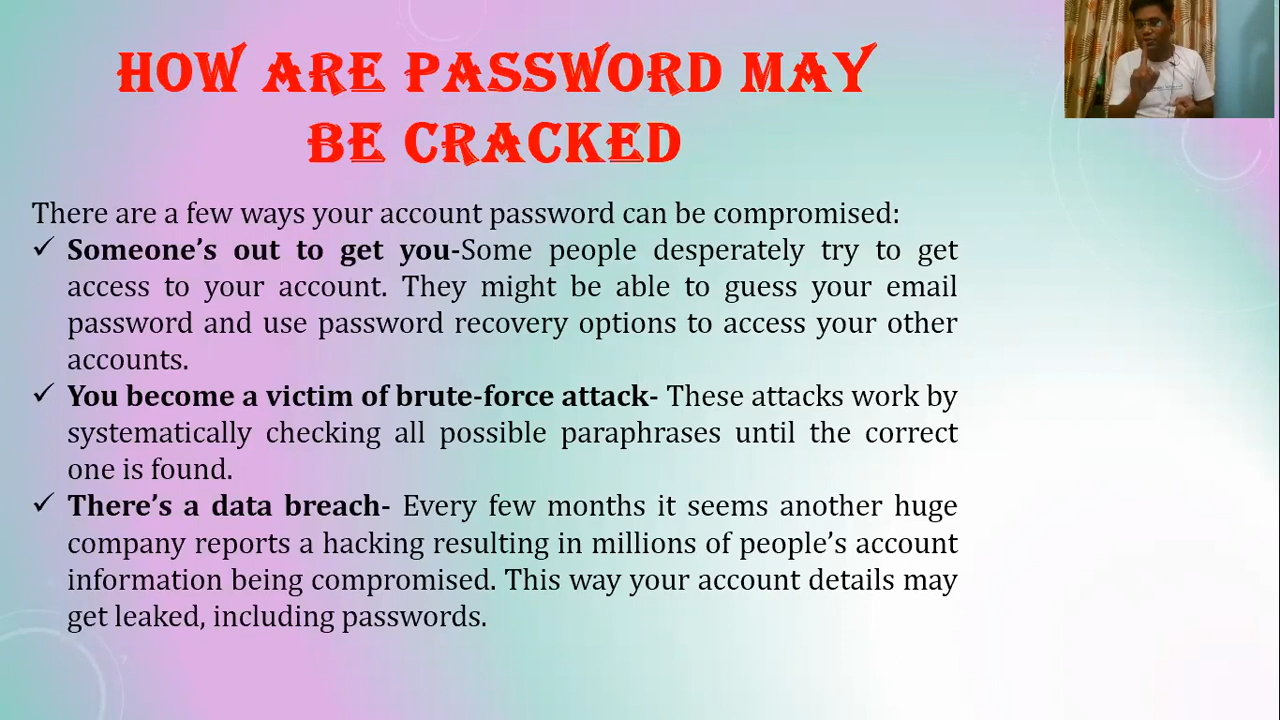 HOW ARE PASSWORD MAY
BE CRACKED
There are a few ways your account password can be compromised:
✓ Someone’s out to get you-Some people desperately try to get
access to your account. They might be able to guess your email
password and use password recovery options to access your other
accounts.
✓ You become a victim of brute-force attack- These attacks work by
systematically checking all possible paraphrases until the correct
one is found.
✓ There’s a data breach- Every few months it seems another huge
company reports a hacking resulting in millions of people’s account
information being compromised. This way your account details may
get leaked, including passwords.